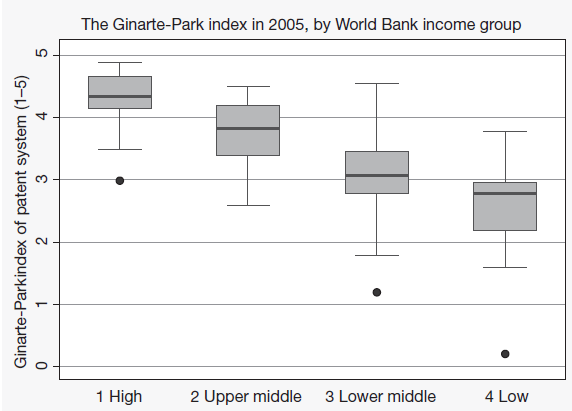 The Ginarte-Park index in 2005, by World Bank income group
Ginarte-Parkindex of patent system (1–5)
5
4
3
2
1
0
1 High
2 Upper middle
3 Lower middle
4 Low